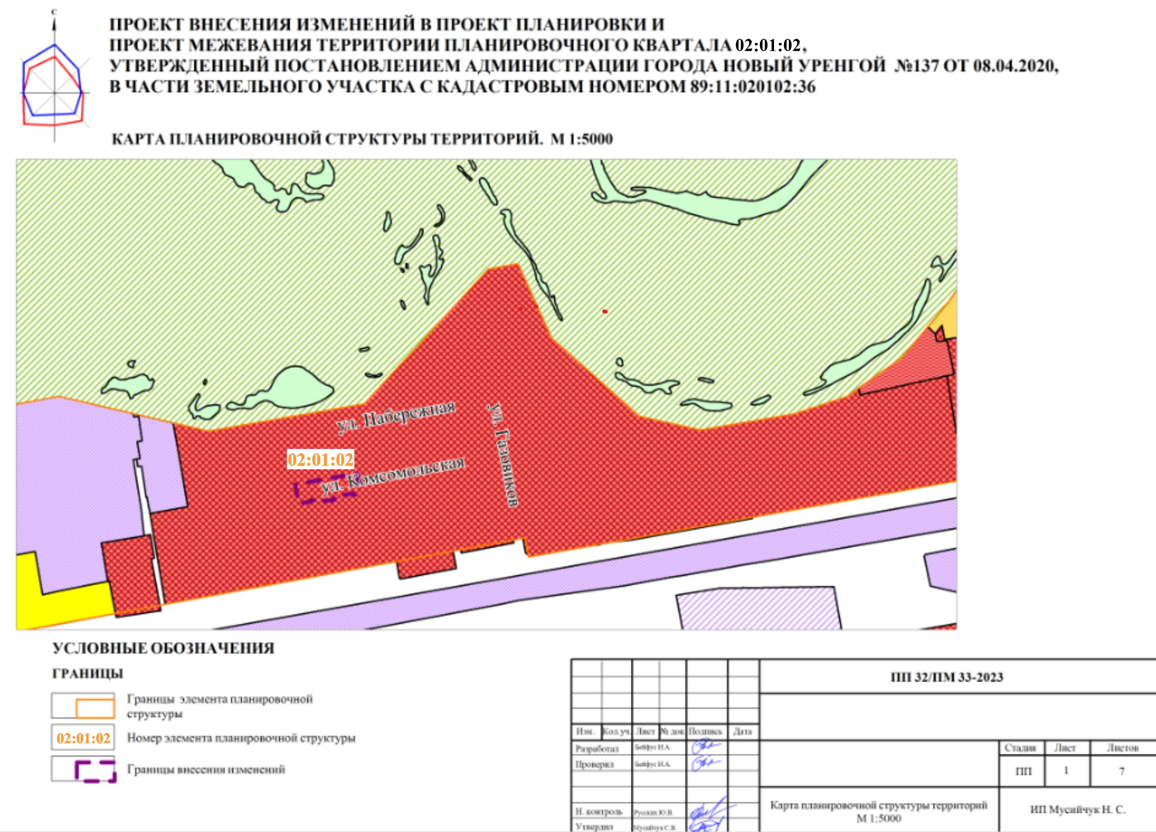 С
ПРОЕКТ ВНЕСЕНИЯ ИЗМЕНЕНИЙ В ПРОЕКТ ПЛАНИРОВКИ И
ПРОЕКТ МЕЖЕВАНИЯ ТЕРРИТОРИИ ПЛАНИРОВОЧНОГО КВАРТАЛА 02:01:02,
УТВЕРЖДЕННЫЙ ПОСТАНОВЛЕНИЕМ АДМИНИСТРАЦИИ ГОРОДА НОВЫЙ УРЕНГОЙ №137 ОТ 08.04.2020,
В ЧАСТИ ЗЕМЕЛЬНОГО УЧАСТКА С КАДАСТРОВЫМ НОМЕРОМ 89:11:020102:36
КАРТА ПЛАНИРОВОЧНОЙ СТРУКТУРЫ ТЕРРИТОРИЙ. М 1:5000
ул. Набережная
ул. Газовиков
02:01:02
ул. Комсомольская
УСЛОВНЫЕ ОБОЗНАЧЕНИЯ
ГРАНИЦЫ
Границы элемента планировочной
структуры
02:01:02 Номер элемента планировочной структуры
Границы внесения изменений
ПП 32/ПМ 33-2023
Изм. Кол.уч. Лист № док Подпись Дата
Разработал Бейфус И.А.
Проверил Бейфус И.А.
Н. контроль Русских Ю.В.
Утвердил Мусийчук С.В.
Стадия Лист Листов
ПП 1 7
Карта планировочной структуры территорий
М 1:5000
ИП Мусийчук Н. С.